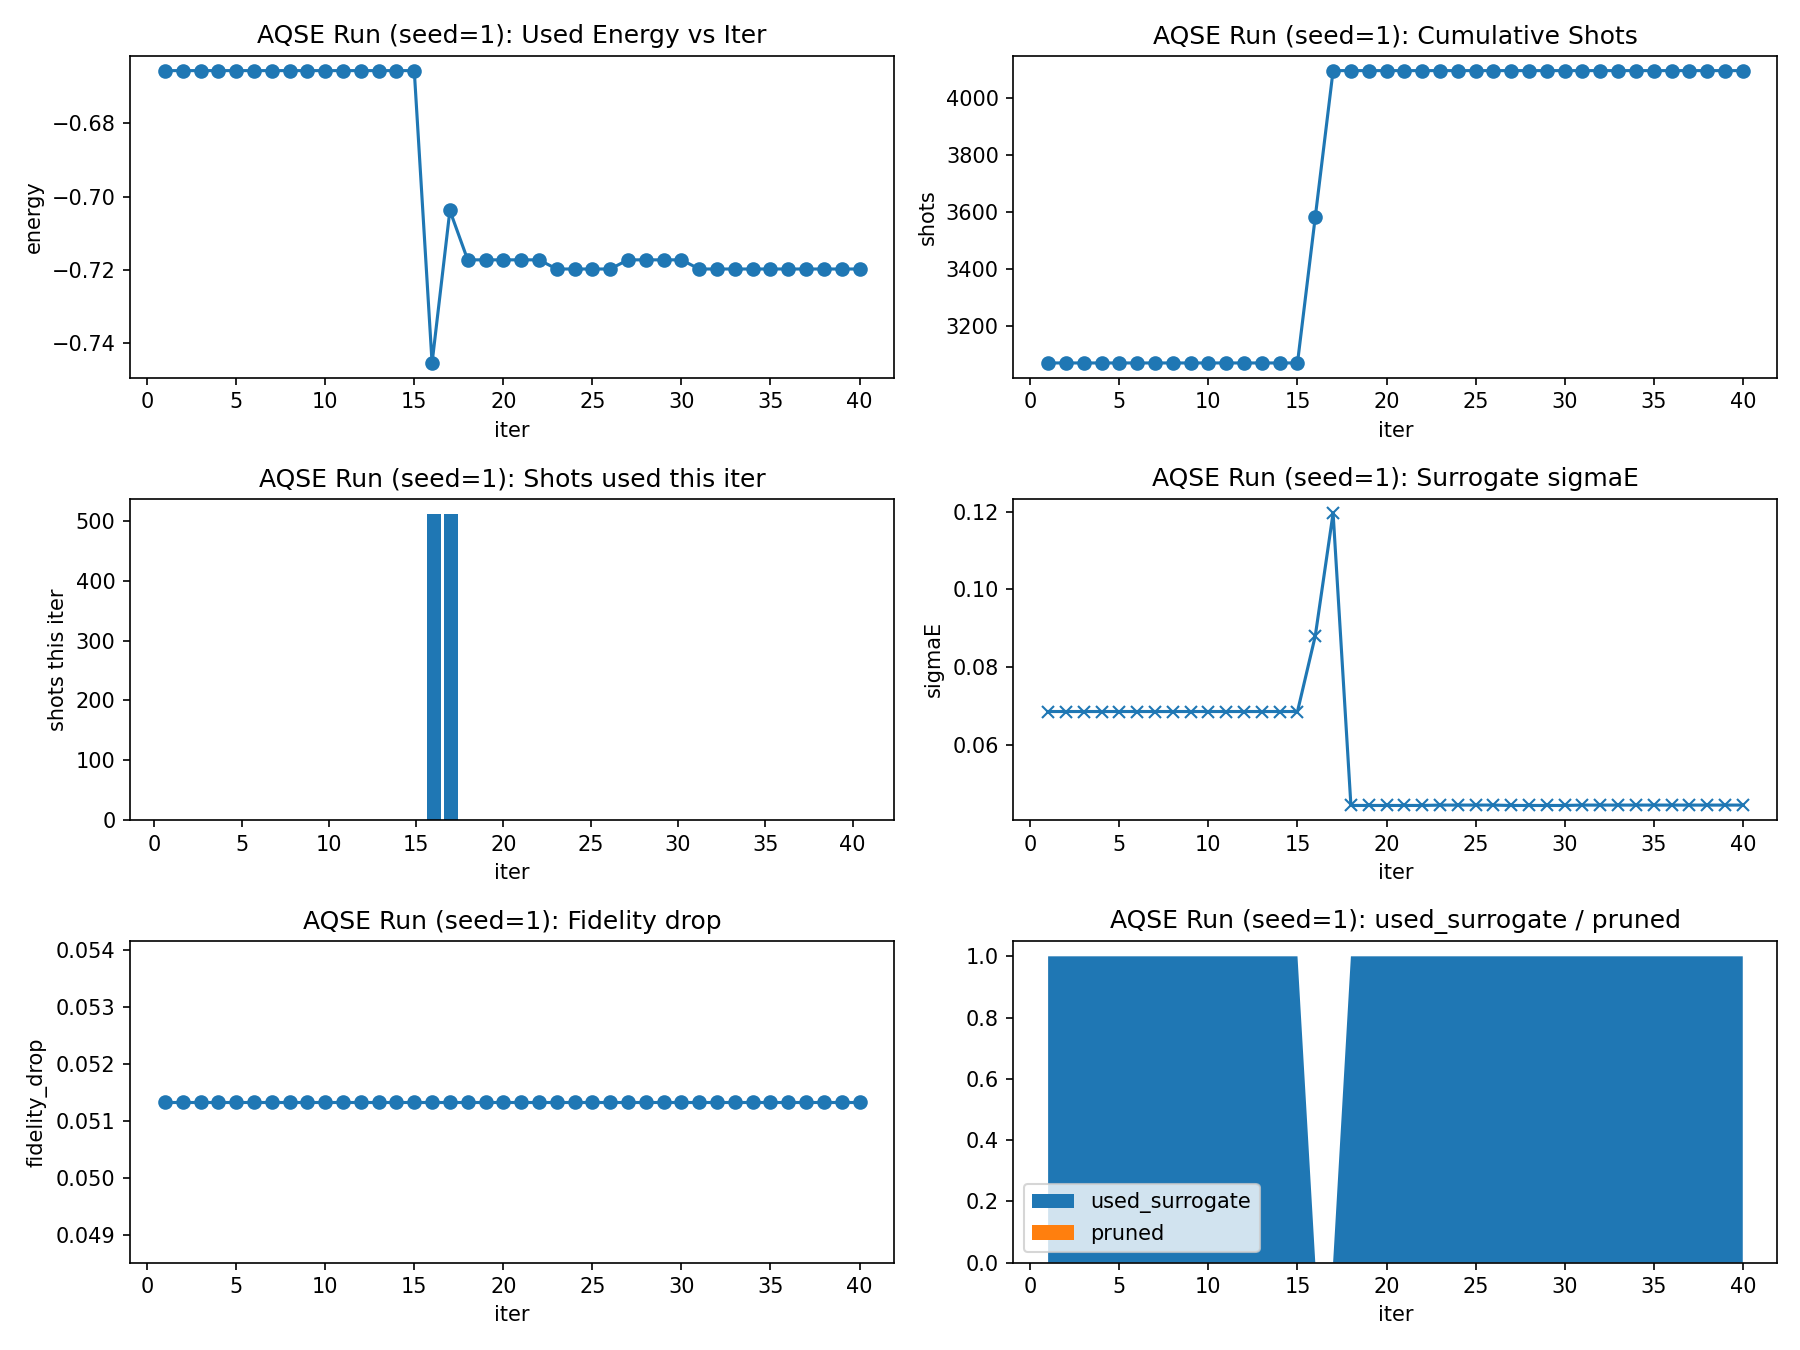 AQSE Run (seed=1): Used Energy vs Iter
energy
−0.68
−0.70
−0.72
−0.74
0 5 10 15 20 25 30 35 40
iter
AQSE Run (seed=1): Cumulative Shots
shots
4000
3800
3600
3400
3200
0 5 10 15 20 25 30 35 40
iter
AQSE Run (seed=1): Shots used this iter
shots this iter
500
400
300
200
100
0
0 5 10 15 20 25 30 35 40
iter
AQSE Run (seed=1): Surrogate sigmaE
sigmaE
0.12
0.10
0.08
0.06
0 5 10 15 20 25 30 35 40
iter
AQSE Run (seed=1): Fidelity drop
fidelity_drop
0.054
0.053
0.052
0.051
0.050
0.049
0 5 10 15 20 25 30 35 40
iter
AQSE Run (seed=1): used_surrogate / pruned
1.0
0.8
0.6
0.4
0.2
0.0
used_surrogate
pruned
0 5 10 15 20 25 30 35 40
iter